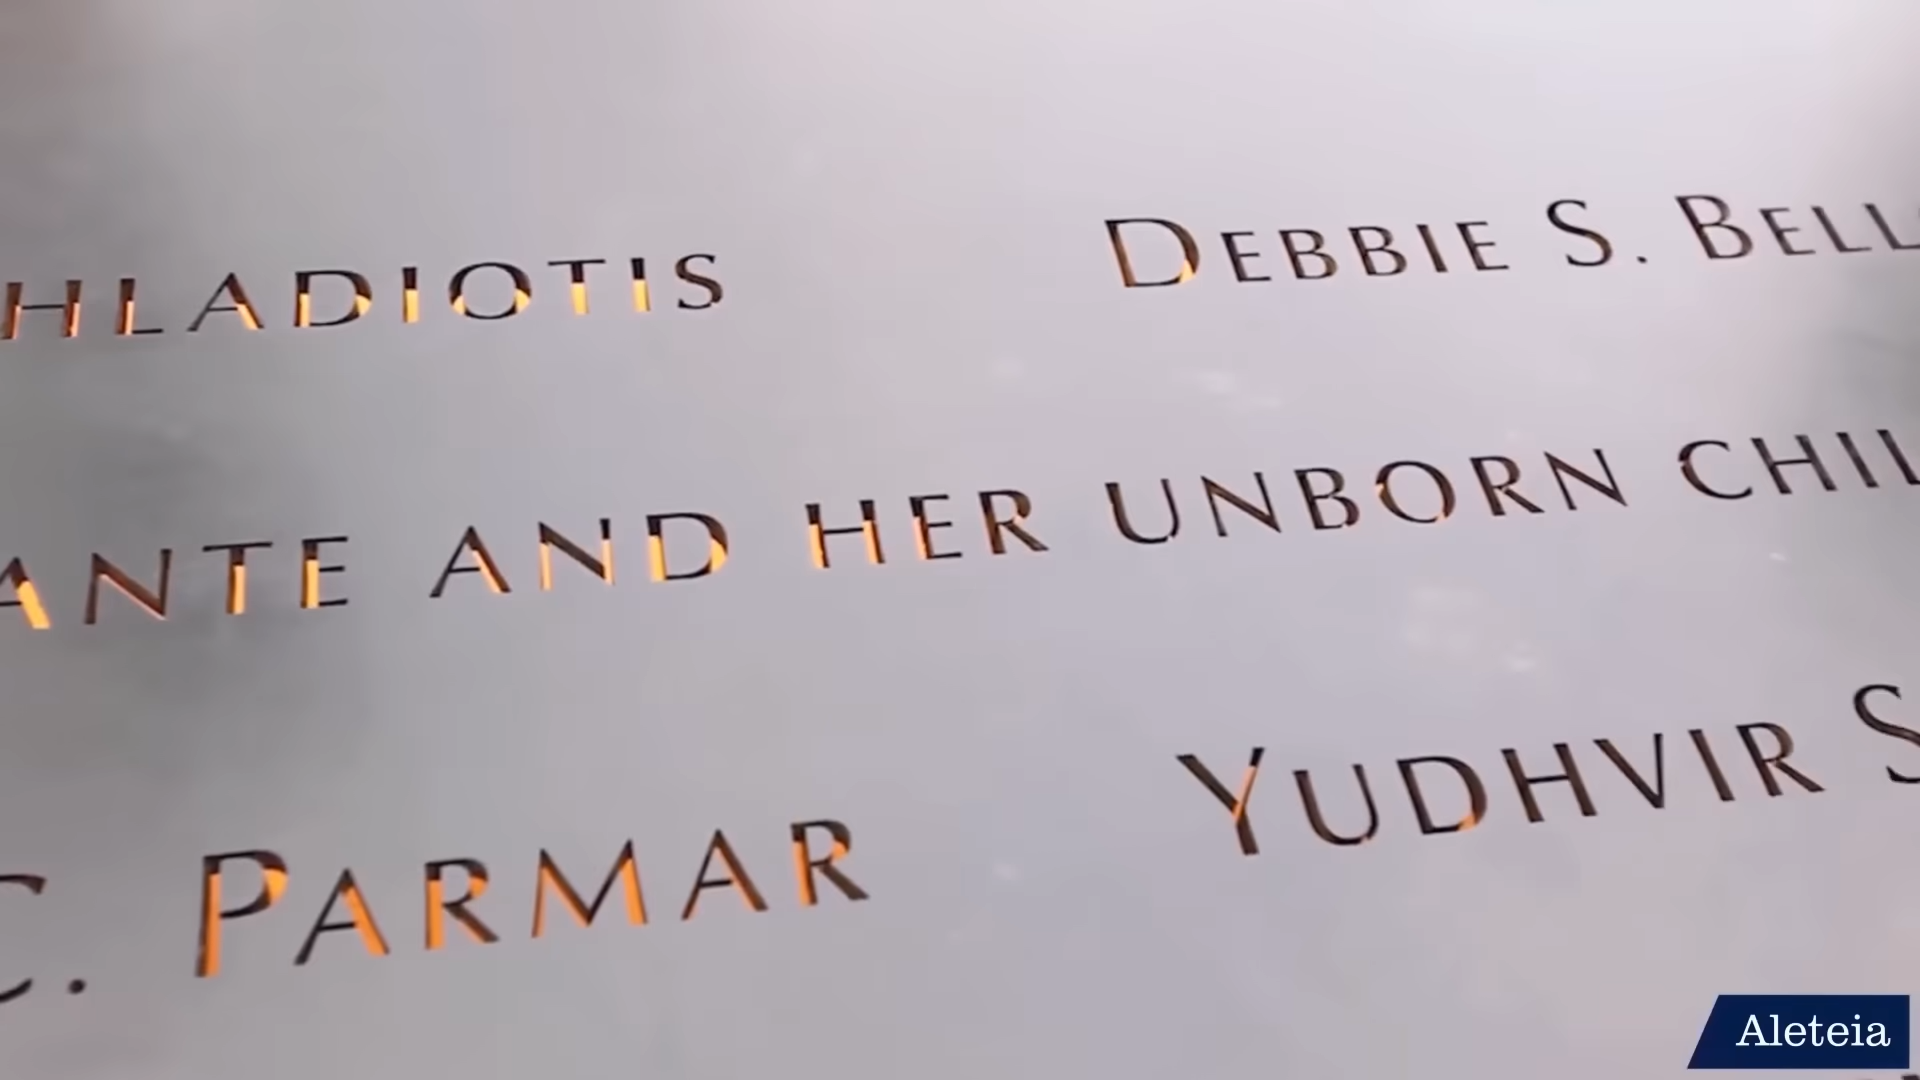 HLADIOTIS DEBBIE S. BELL
ANTE AND HER UNBORN CHIL
C. PARMAR YUDHVIR S
Aleteia